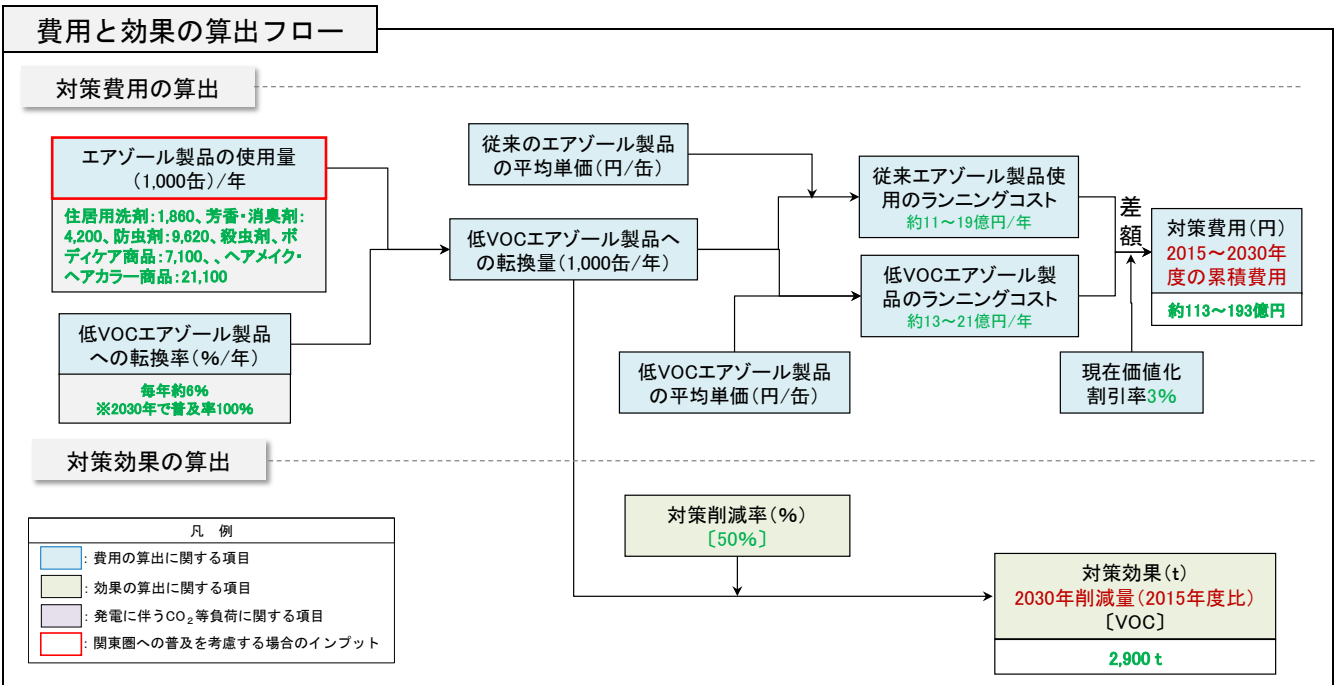 費用と効果の算出フロー
対策費用の算出
エアゾール製品の使用量
(1,000缶)/年
住居用洗剤:1,860、芳香・消臭剤:
4,200、防虫剤:9,620、殺虫剤、ボ
ディケア商品:7,100、、ヘアメイク・
ヘアカラー商品:21,100
低VOCエアゾール製品
への転換率(%/年)
毎年約6%
※2030年で普及率100%
従来のエアゾール製品
の平均単価(円/缶)
低VOCエアゾール製品へ
の転換量(1,000缶/年)
低VOCエアゾール製品
の平均単価(円/缶)
従来エアゾール製品使
用のランニングコスト
約11～19億円/年
低VOCエアゾール製
品のランニングコスト
約13～21億円/年
差
額
現在価値化
割引率3%
対策費用(円)
2015～2030年
度の累積費用
約113～193億円
対策効果の算出
対策削減率(%)
〔50%〕
対策効果(t)
2030年削減量(2015年度比)
〔VOC〕
2,900 t
凡 例
: 費用の算出に関する項目
: 効果の算出に関する項目
: 発電に伴うCO₂等負荷に関する項目
: 関東圏への普及を考慮する場合のインプット